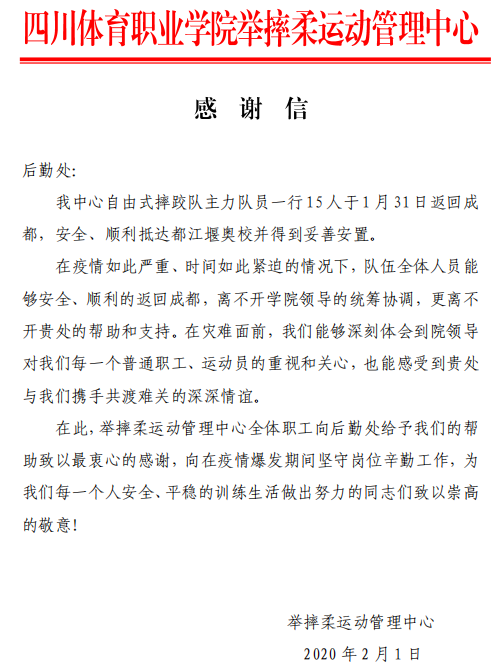 四川体育职业学院举摔柔运动管理中心
感 谢 信
后勤处：
我中心自由式摔跤队主力队员一行15人于1月31日返回成
都，安全、顺利抵达都江堰奥校并得到妥善安置。
在疫情如此严重、时间如此紧迫的情况下，队伍全体人员能
够安全、顺利的返回成都，离不开学院领导的统筹协调，更离不
开贵处的帮助和支持。在灾难面前，我们能够深刻体会到院领导
对我们每一个普通职工、运动员的重视和关心，也能感受到贵处
与我们携手共渡难关的深深情谊。
在此，举摔柔运动管理中心全体职工向后勤处给予我们的帮
助致以最衷心的感谢，向在疫情爆发期间坚守岗位辛勤工作，为
我们每一个人安全、平稳的训练生活做出努力的同志们致以崇高
的敬意！
举摔柔运动管理中心
2020年2月1日